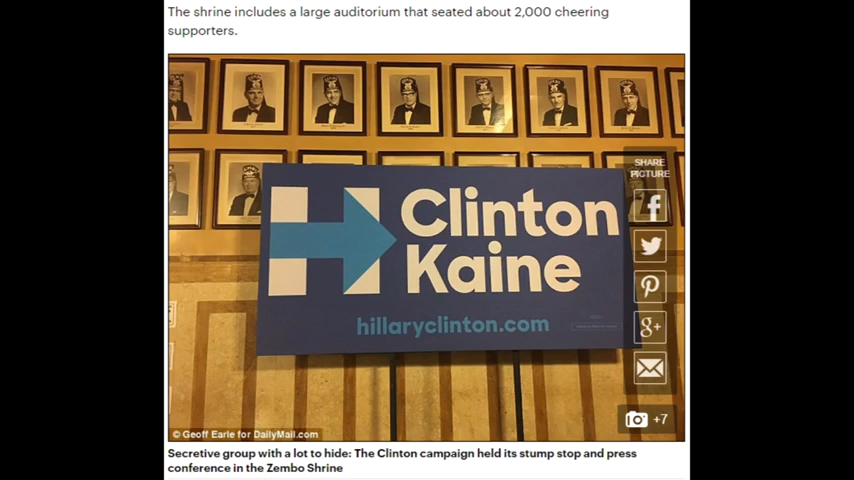 The shrine includes a large auditorium that seated about 2,000 cheering
supporters.
SHARE
PICTURE
Clinton
Kaine
hillaryclinton.com
g+
+7
© Geoff Earle for DailyMail.com
Secretive group with a lot to hide: The Clinton campaign held its stump stop and press
conference in the Zembo Shrine